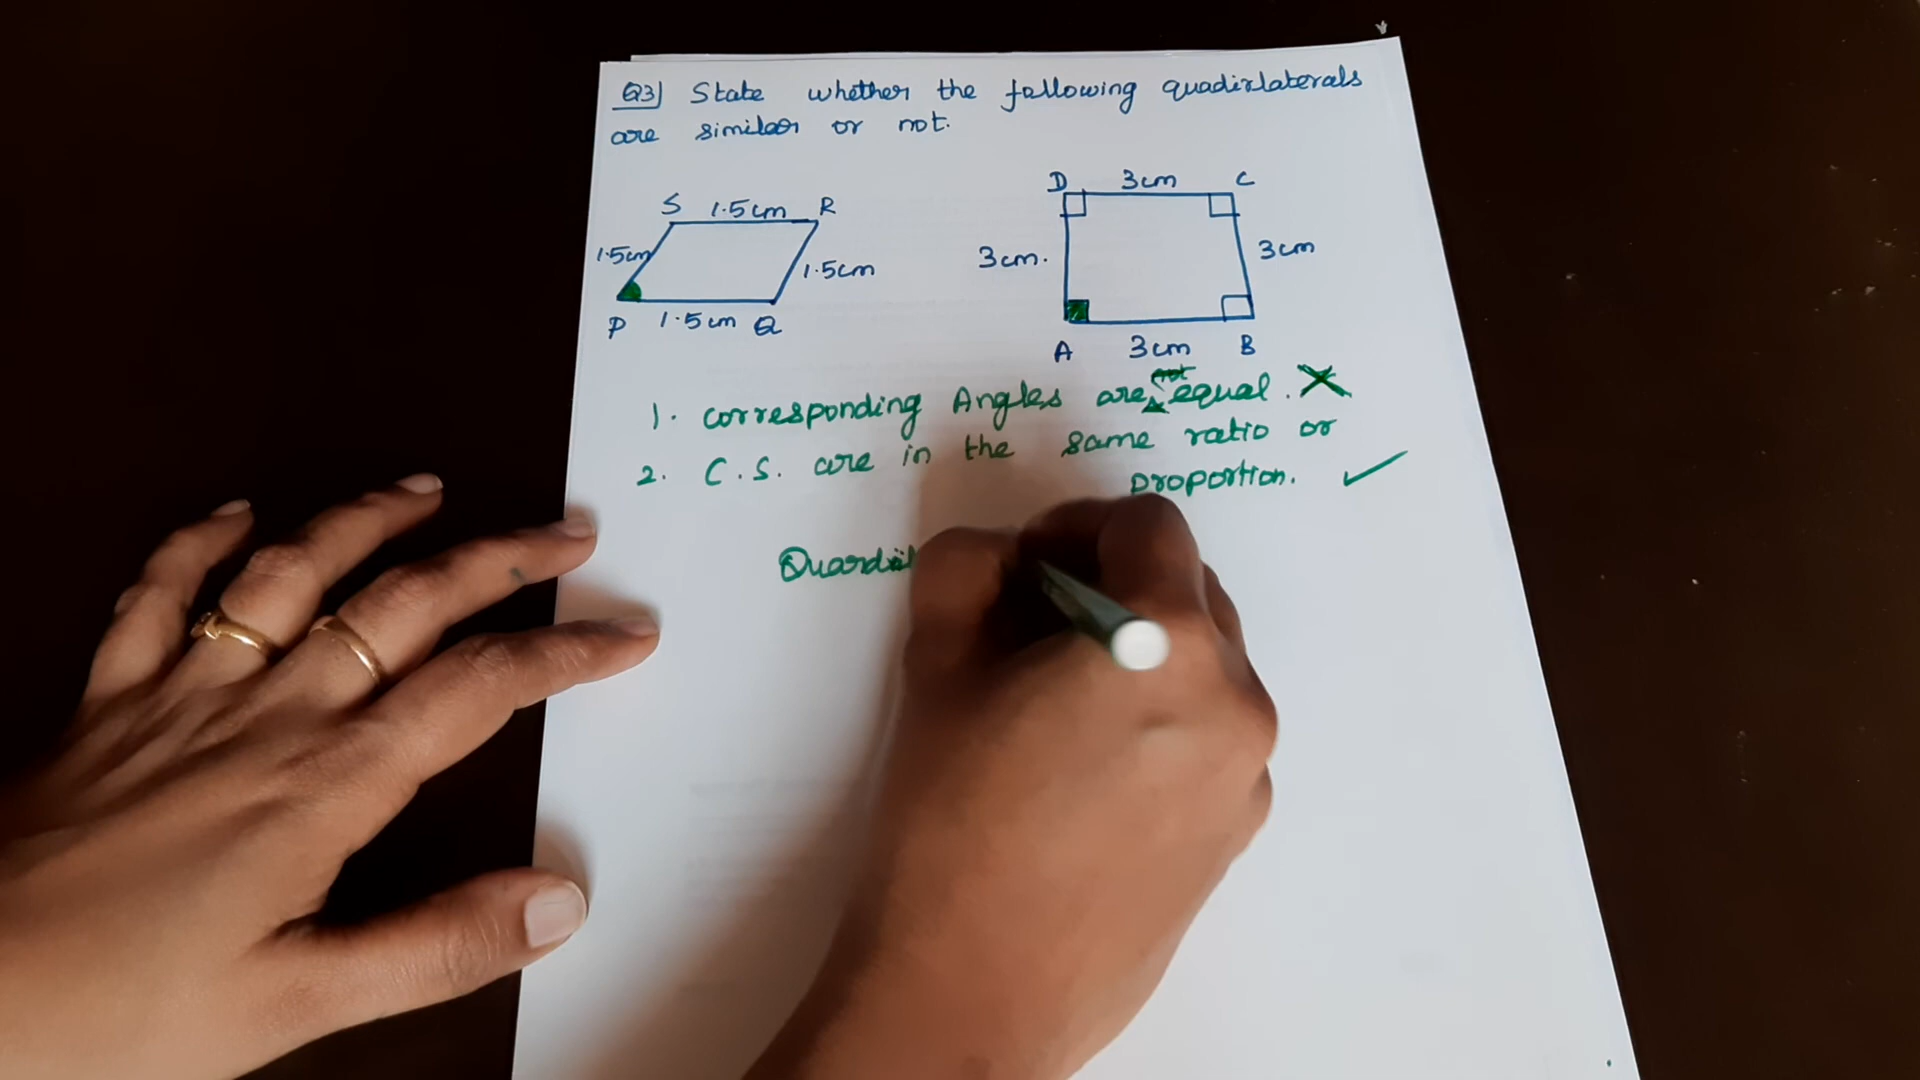 Q3) State whether the following quadirlaterals
are similar or not.
S 1.5cm R
1.5cm
1.5cm
P 1.5cm Q
D 3cm C
3cm.
3cm
A 3cm B
not
1. corresponding Angles are equal. ✗
2. C.S. are in the same ratio or
proportion. ✓